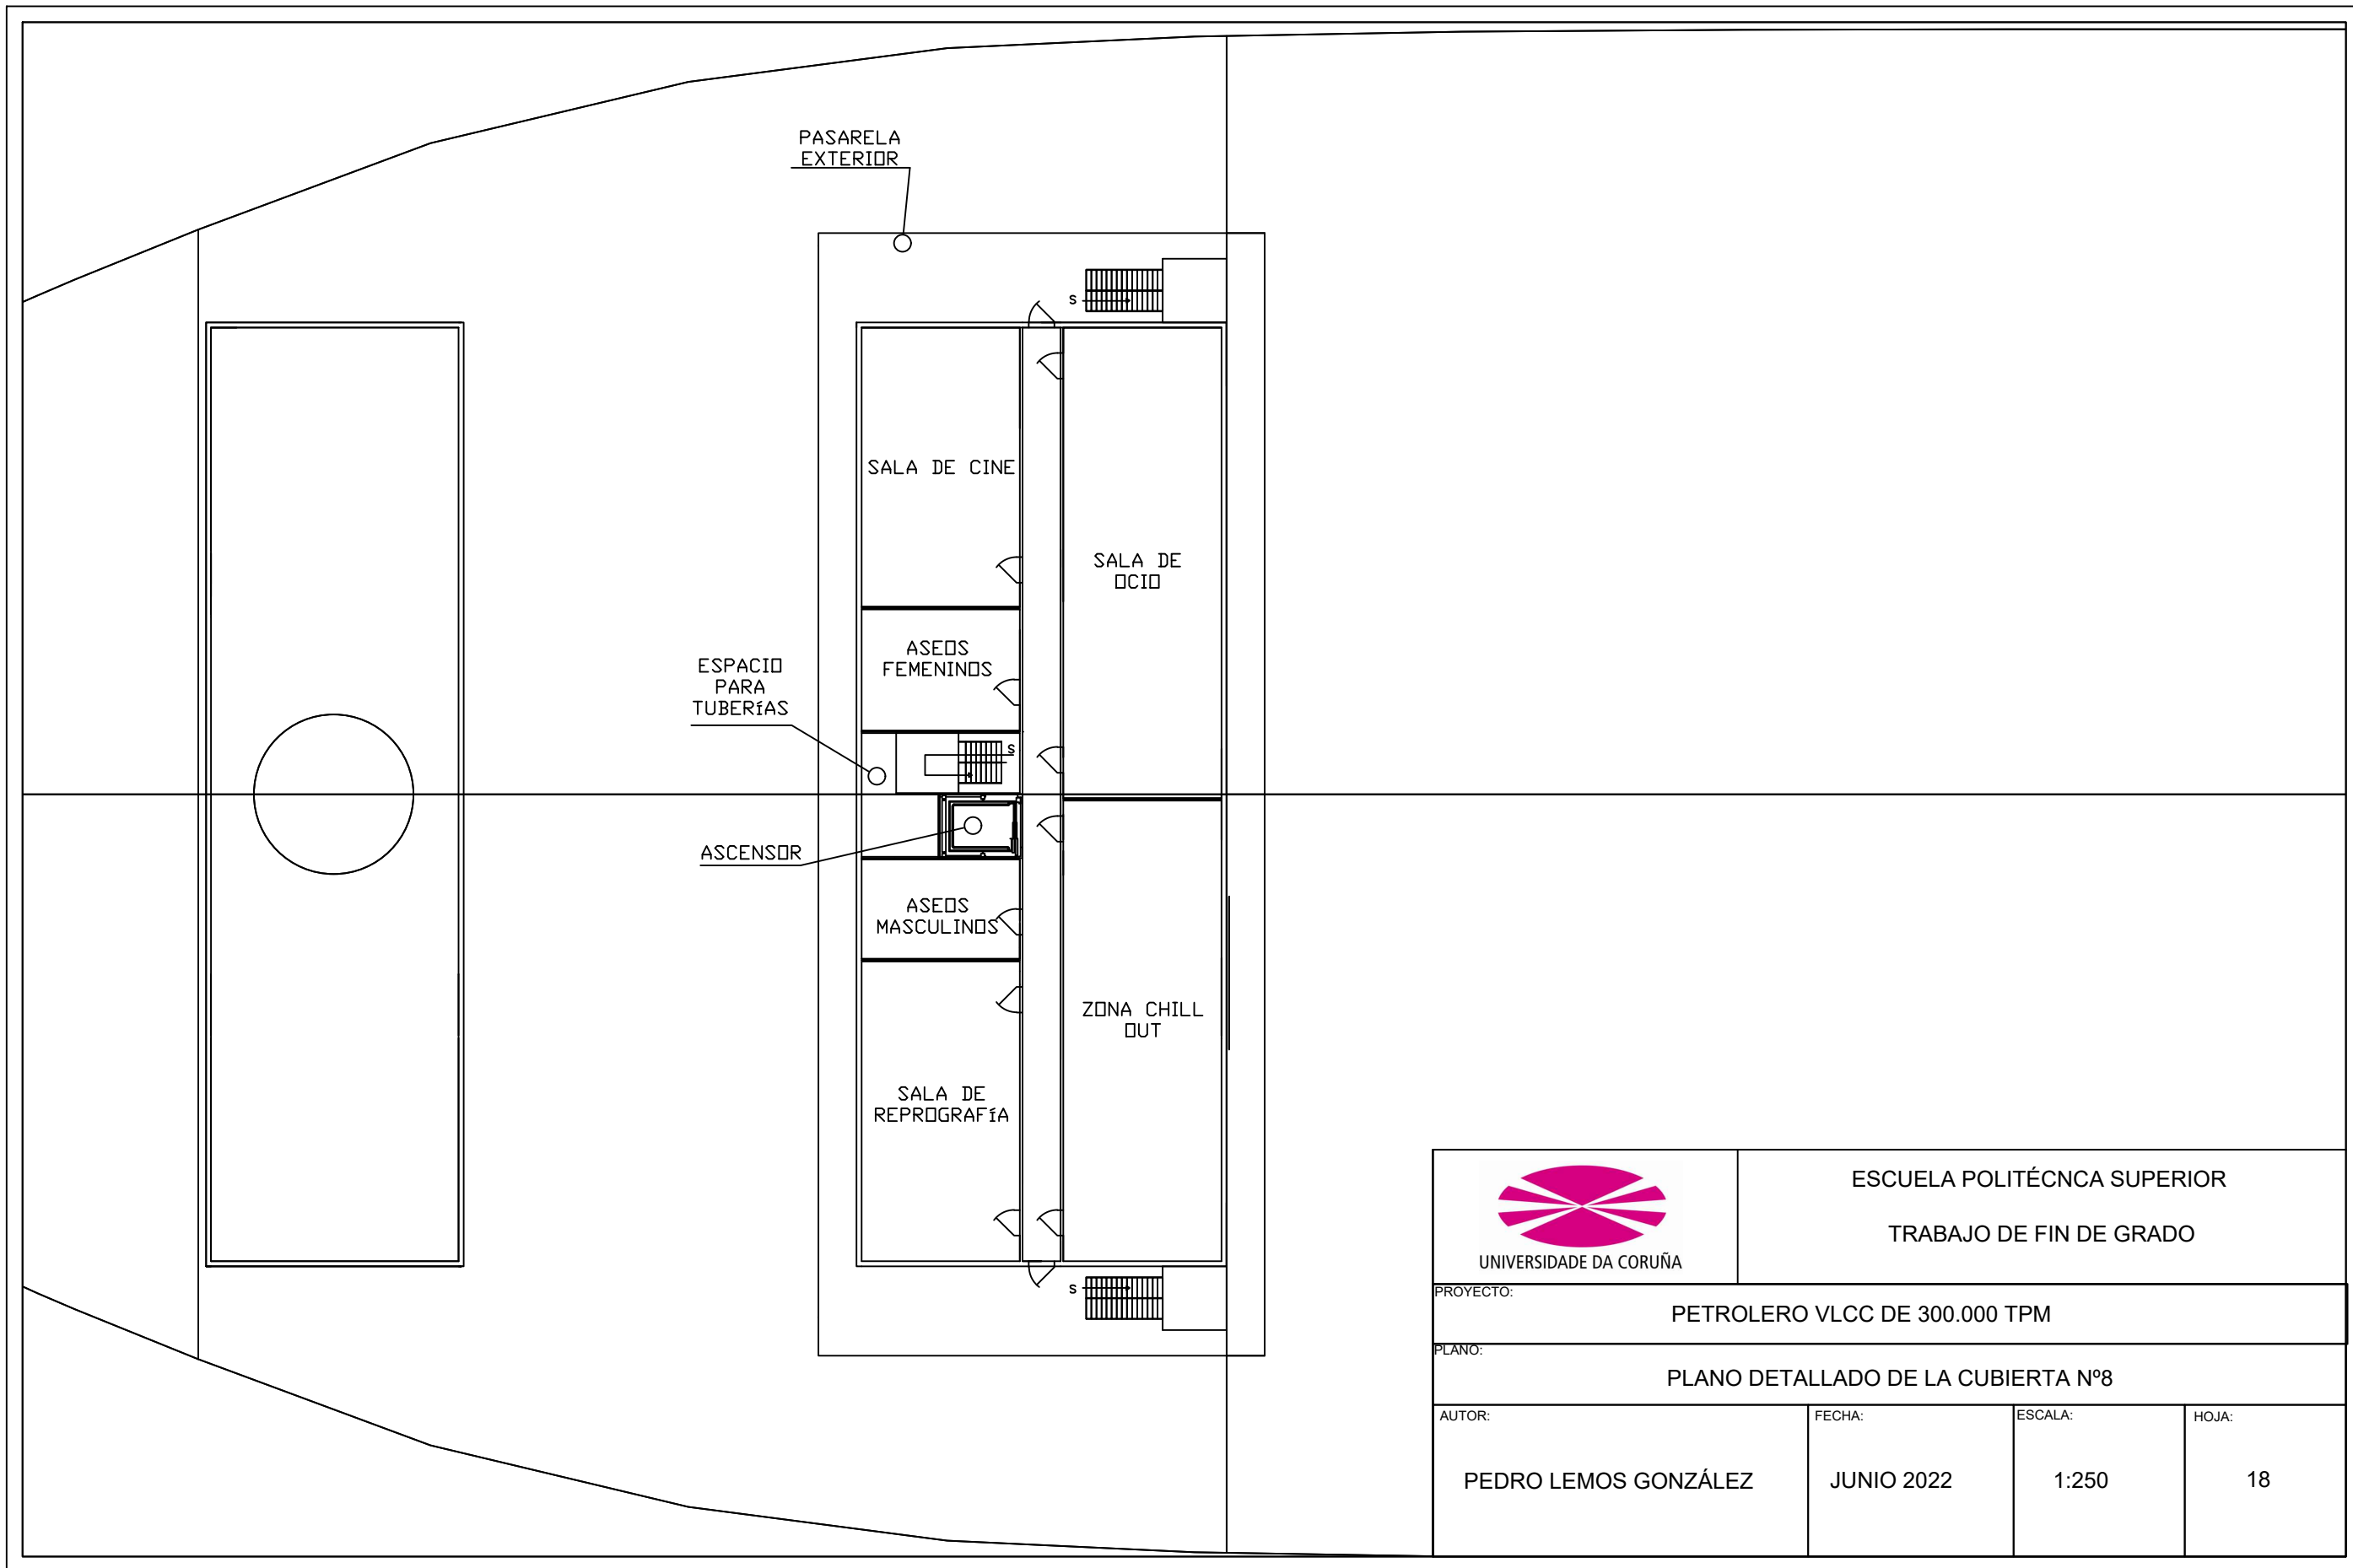 PASARELA
EXTERIOR
S
SALA DE CINE
SALA DE
OCIO
ASEOS
FEMENINOS
ESPACIO
PARA
TUBERíAS
S
ASCENSOR
ASEOS
MASCULINOS
ZONA CHILL
OUT
SALA DE
REPROGRAFíA
S
UNIVERSIDADE DA CORUÑA
ESCUELA POLITÉCNCA SUPERIOR
TRABAJO DE FIN DE GRADO
PROYECTO:
PETROLERO VLCC DE 300.000 TPM
PLANO:
PLANO DETALLADO DE LA CUBIERTA Nº8
AUTOR:
PEDRO LEMOS GONZÁLEZ
FECHA:
JUNIO 2022
ESCALA:
1:250
HOJA:
18